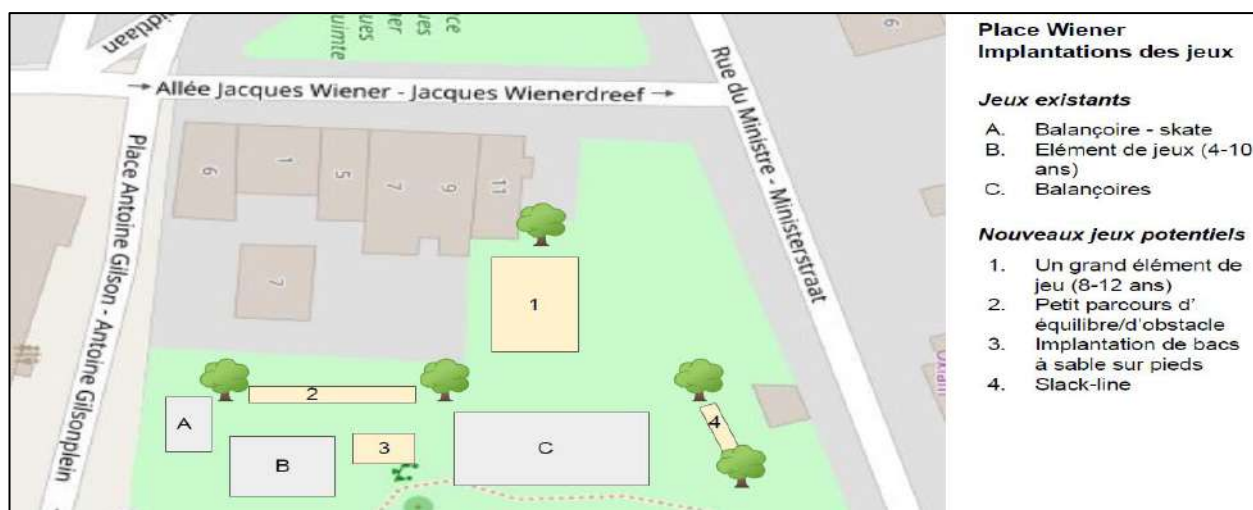 Place Wiener
Implantations des jeux
Jeux existants
A. Balançoire - skate
B. Elément de jeux (4-10
ans)
C. Balançoires
Nouveaux jeux potentiels
1. Un grand élément de
jeu (8-12 ans)
2. Petit parcours d'
équilibre/d'obstacle
3. Implantation de bacs
à sable sur pieds
4. Slack-line
→ Allée Jacques Wiener - Jacques Wienerdreef →
Rue du Ministre - Ministerstraat
Place Antoine Gilson - Antoine Gilsonplein
6
1
5
7
9
11
7
6
1
2
3
4
A
B
C